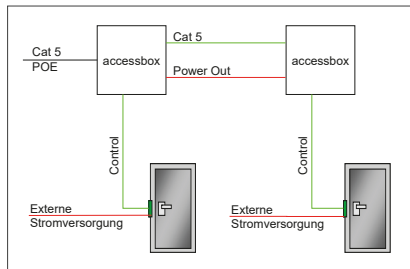 Cat 5
POE
accessbox
Cat 5
Power Out
accessbox
Control
Control
Externe
Stromversorgung
Externe
Stromversorgung